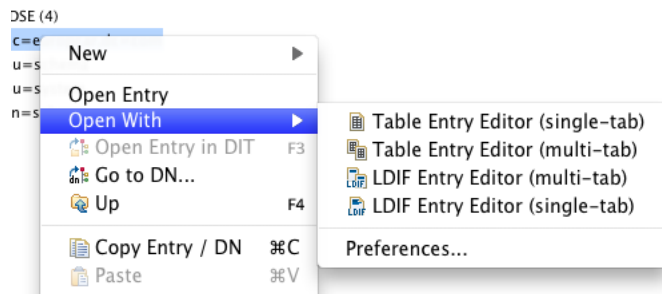 DSE (4)
New
Open Entry
Open With
Open Entry in DIT F3
Go to DN...
Up F4
Copy Entry / DN ⌘C
Paste ⌘V
Table Entry Editor (single-tab)
Table Entry Editor (multi-tab)
LDIF Entry Editor (multi-tab)
LDIF Entry Editor (single-tab)
Preferences...